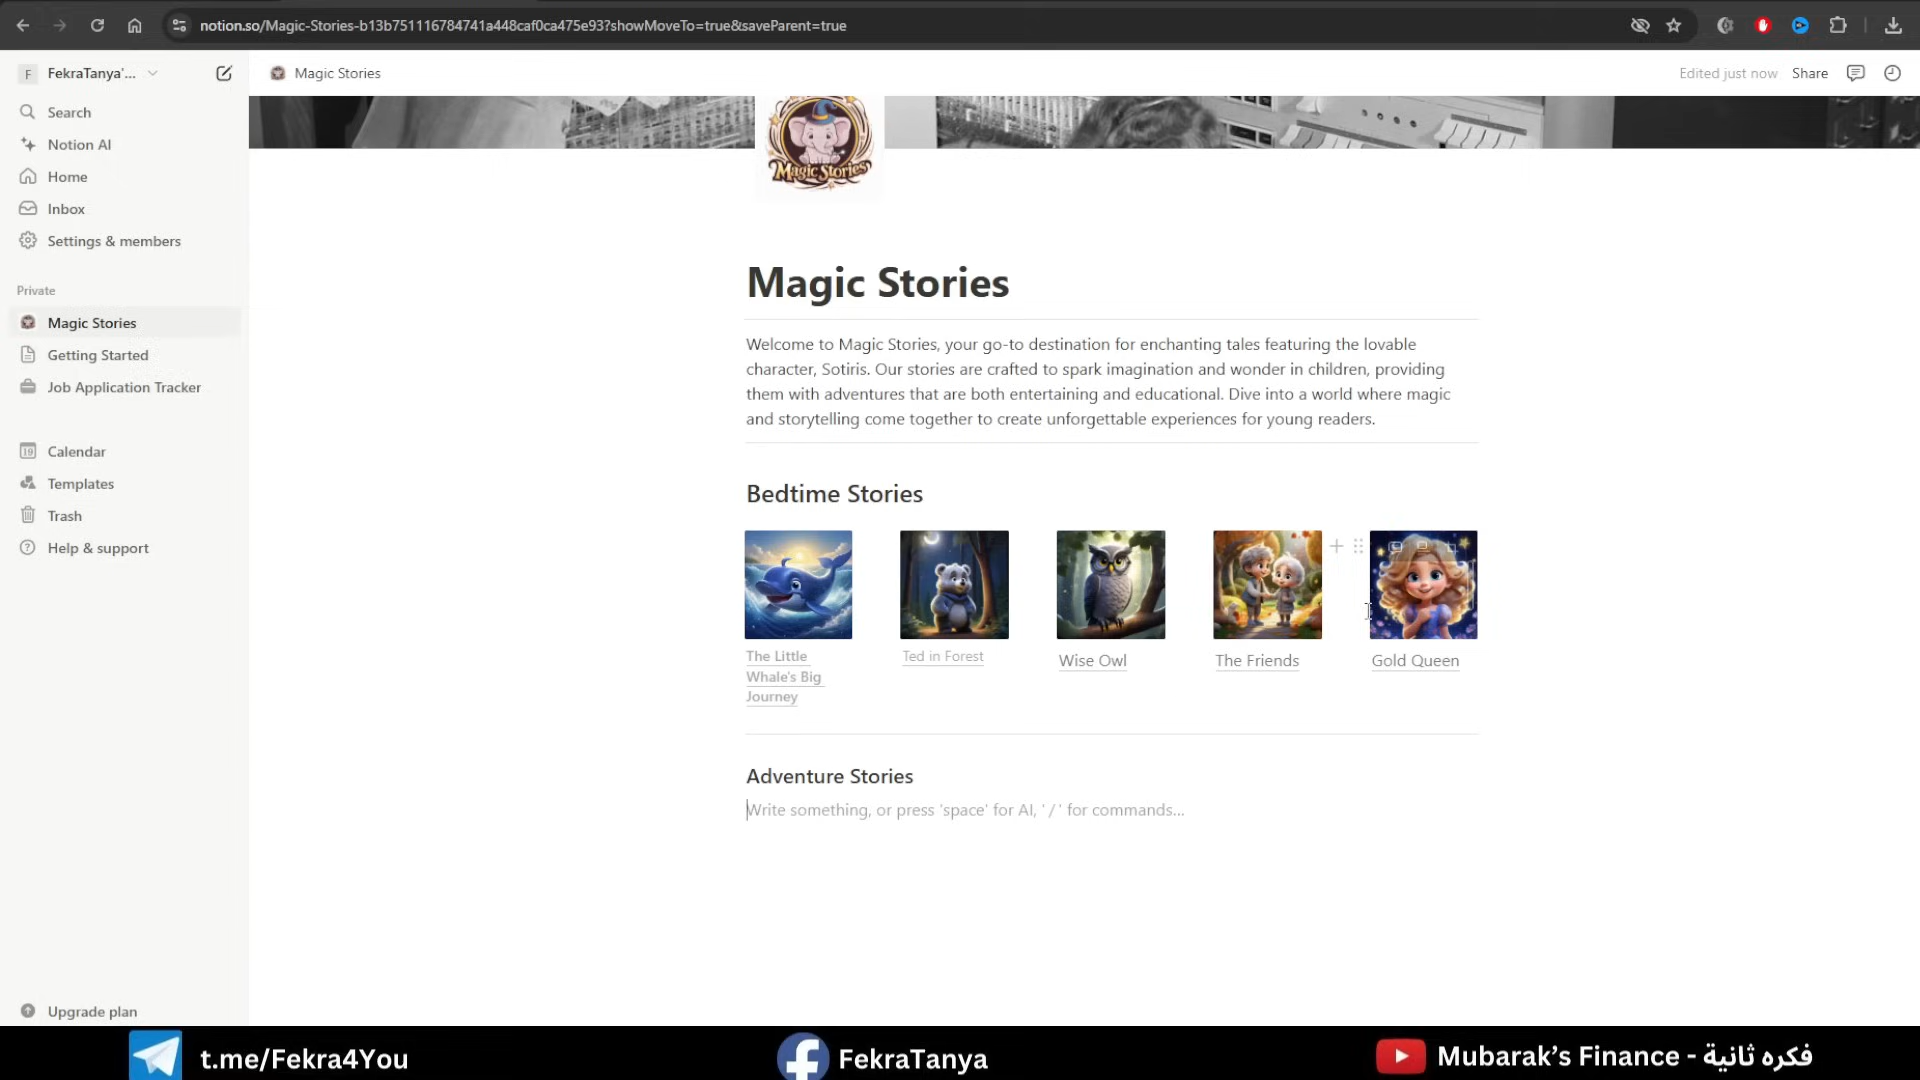 notion.so/Magic-Stories-b13b751116784741a448caf0ca475e93?showMoveTo=true&saveParent=true
F FekraTanya'...
Magic Stories
Edited just now
Share
Search
Notion AI
Home
Inbox
Settings & members
Private
Magic Stories
Getting Started
Job Application Tracker
19 Calendar
Templates
Trash
Help & support
Upgrade plan
Magic Stories
Magic Stories
Welcome to Magic Stories, your go-to destination for enchanting tales featuring the lovable
character, Sotiris. Our stories are crafted to spark imagination and wonder in children, providing
them with adventures that are both entertaining and educational. Dive into a world where magic
and storytelling come together to create unforgettable experiences for young readers.
Bedtime Stories
The Little
Whale's Big
Journey
Ted in Forest
Wise Owl
The Friends
Gold Queen
Adventure Stories
Write something, or press 'space' for AI, '/' for commands...
t.me/Fekra4You
FekraTanya
Mubarak's Finance - فكره ثانية